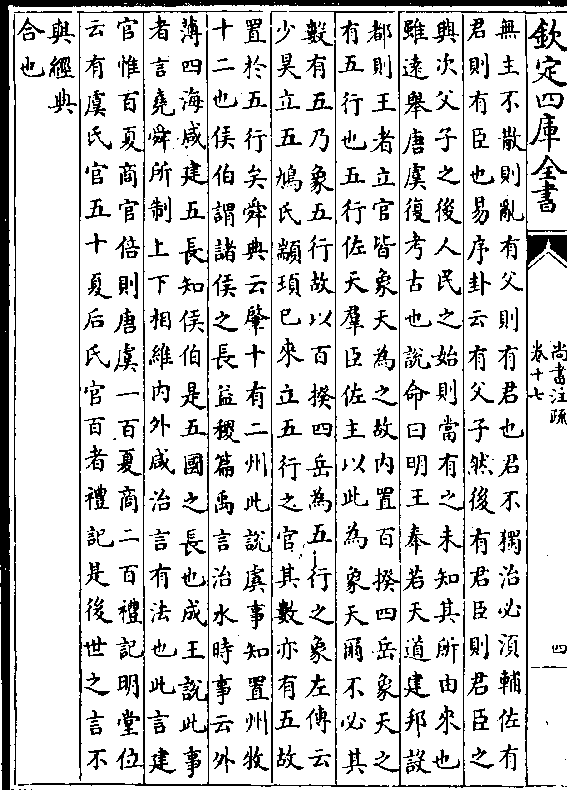 欽定四庫全書
尚書注疏
卷十七
四
無主不散則亂有父則有君也君不獨治必須輔佐有
君則有臣也易序卦云有父子然後有君臣則君臣之
興次父子之後人民之始則當有之未知其所由來也
雖遠舉唐虞復考古也說命曰明王奉若天道建邦設
都則王者立官皆象天為之故內置百揆四岳象天之
有五行也五行佐天羣臣佐主以此為象天爾不必其
數有五乃象五行故以百揆四岳為五行之象左傳云
少昊立五鳩氏顓頊已來立五行之官其數亦有五故
置於五行矣舜典云肇十有二州此說虞事知置州牧
十二也侯伯謂諸侯之長益稷篇禹言治水時事云外
薄四海咸建五長知侯伯是五國之長也成王說此事
者言堯舜所制上下相維內外咸治言有法也此言建
官惟百夏商官倍則唐虞一百夏商二百禮記明堂位
云有虞氏官五十夏后氏官百者禮記是後世之言不
與經典
合也